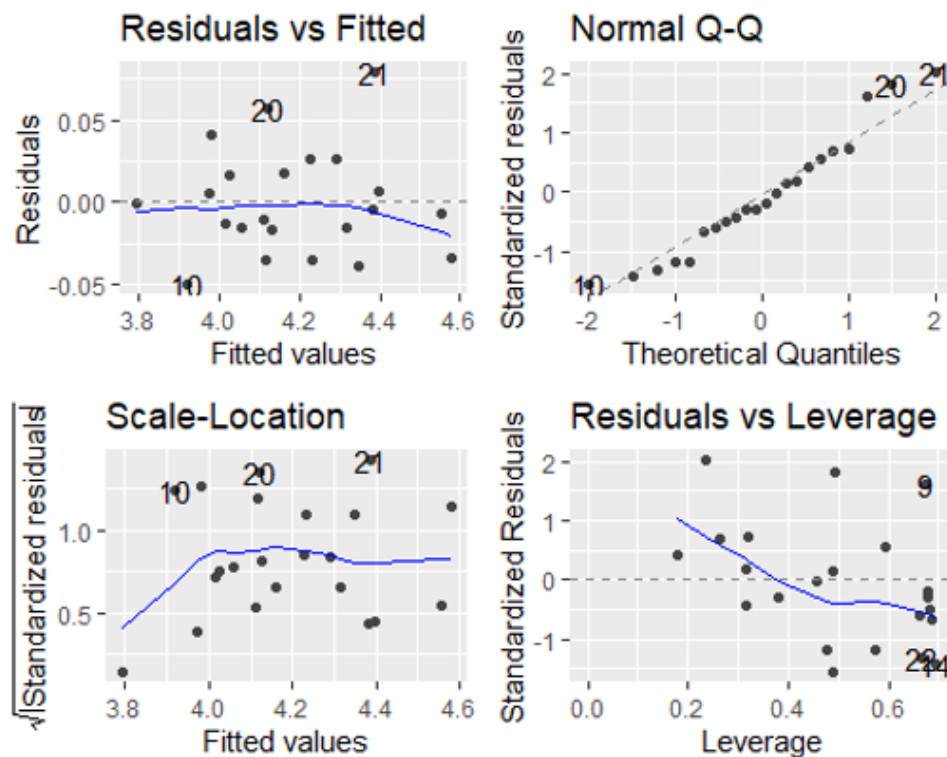 Residuals vs Fitted
Residuals
0.05
0.00
-0.05
21
20
10
3.8 4.0 4.2 4.4 4.6
Fitted values
Normal Q-Q
Standardized residuals
2
1
0
-1
20 21
10
-2 -1 0 1 2
Theoretical Quantiles
Scale-Location
√|Standardized residuals|
1.0
0.5
21
20
10
3.8 4.0 4.2 4.4 4.6
Fitted values
Residuals vs Leverage
Standardized Residuals
2
1
0
-1
9
14
0.0 0.2 0.4 0.6
Leverage